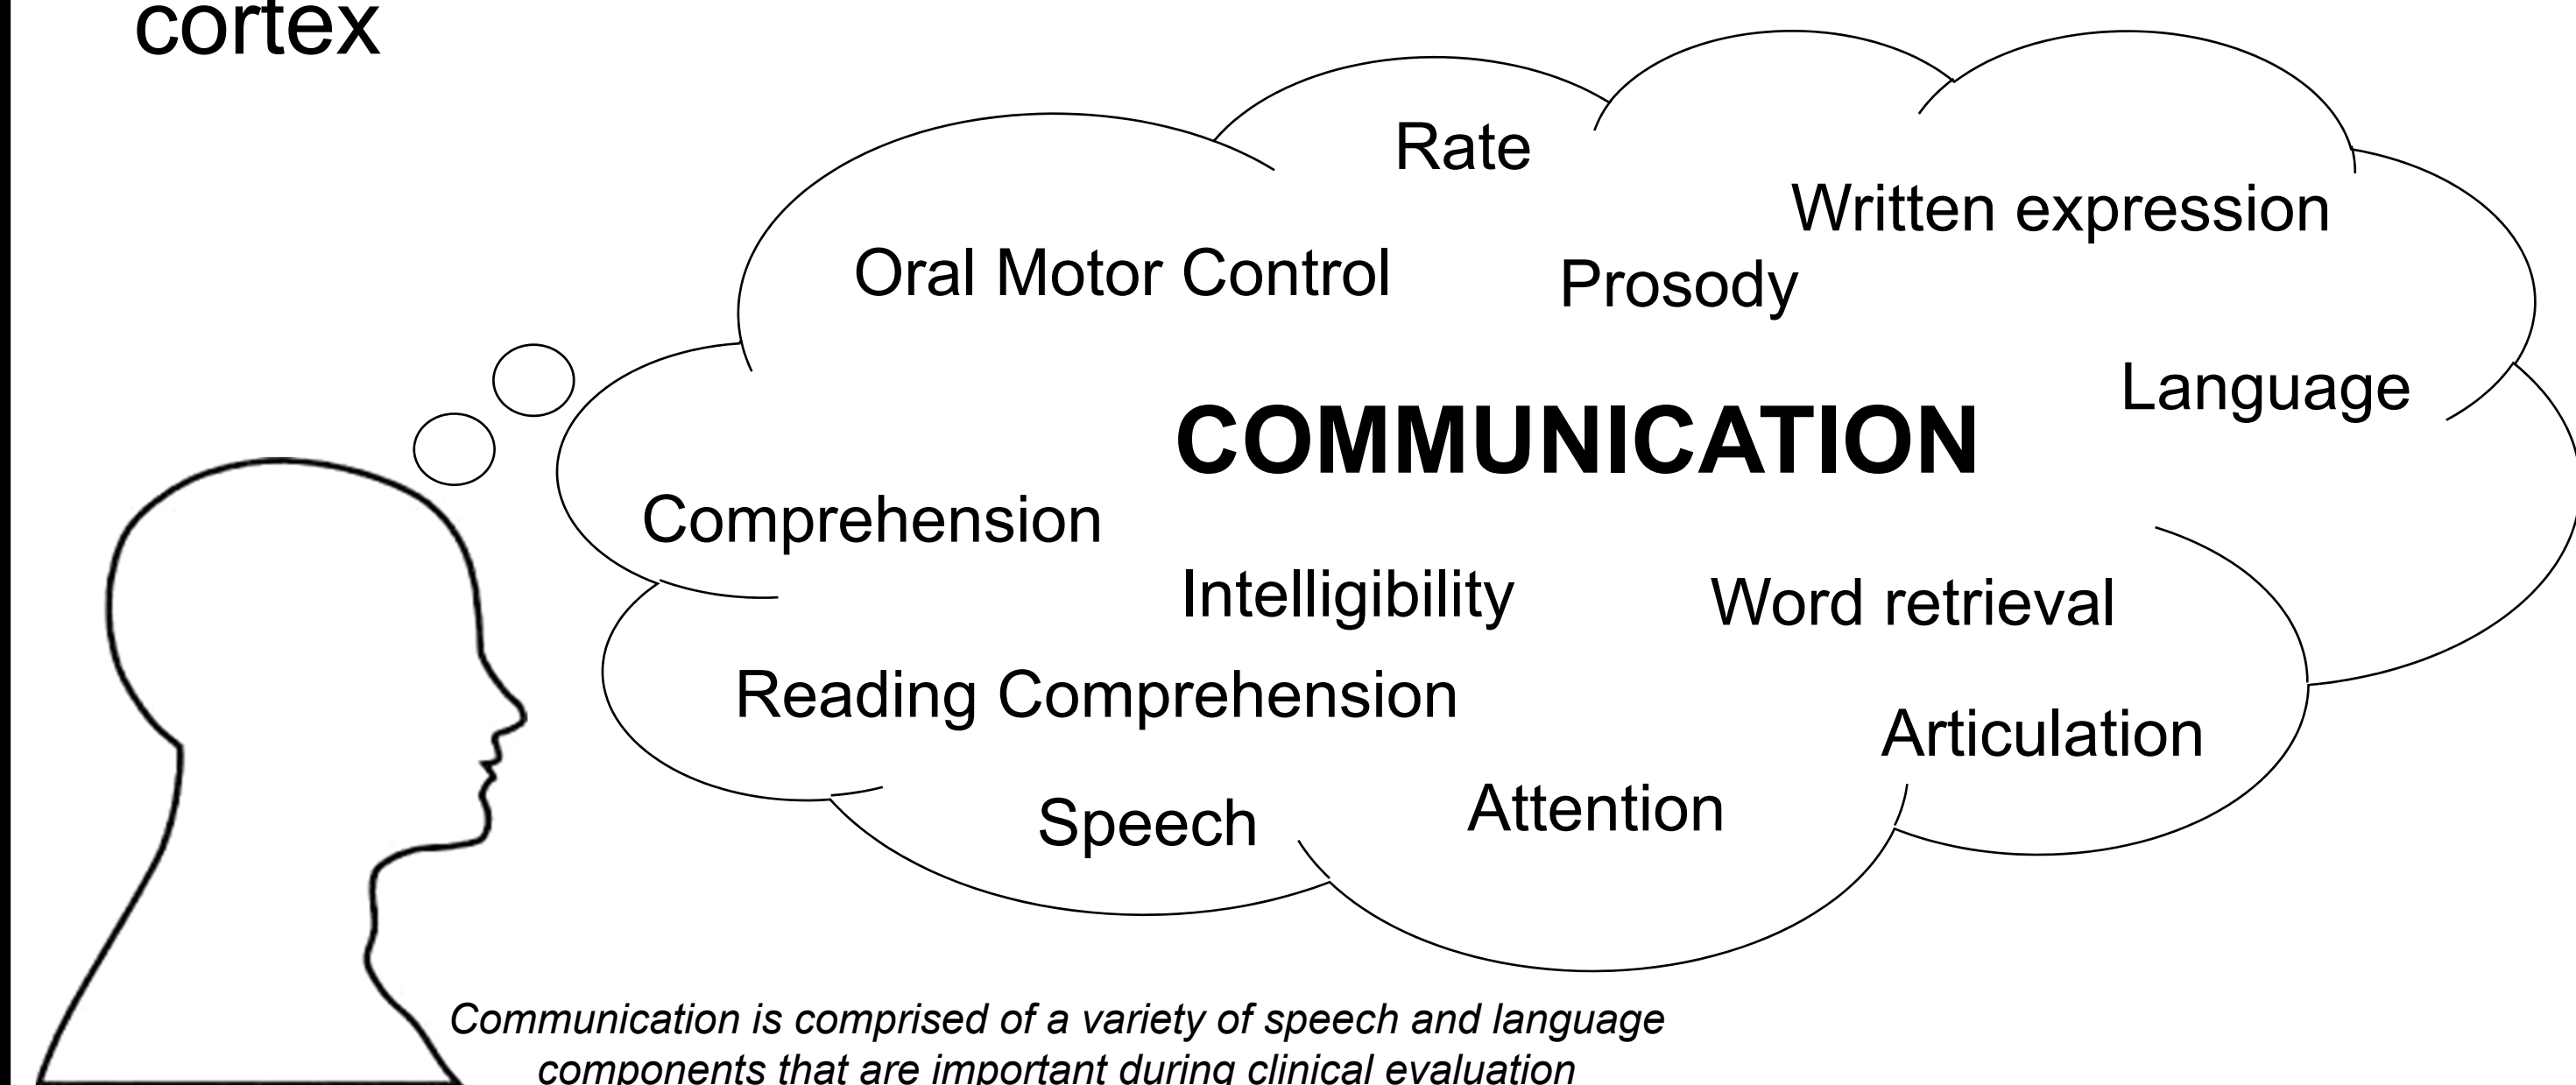 cortex
Rate
Written expression
Oral Motor Control
Prosody
Language
COMMUNICATION
Comprehension
Intelligibility
Word retrieval
Reading Comprehension
Articulation
Attention
Speech
Communication is comprised of a variety of speech and language
components that are important during clinical evaluation